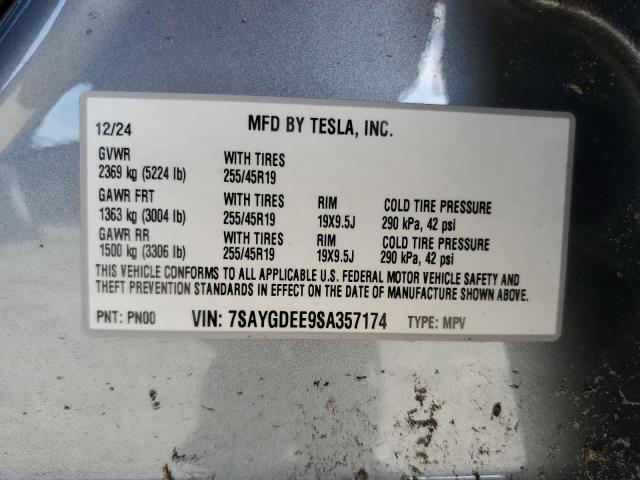 12/24 MFD BY TESLA, INC.
GVWR WITH TIRES
2369 kg (5224 lb) 255/45R19
GAWR FRT WITH TIRES RIM COLD TIRE PRESSURE
1363 kg (3004 lb) 255/45R19 19X9.5J 290 kPa, 42 psi
GAWR RR WITH TIRES RIM COLD TIRE PRESSURE
1500 kg (3306 lb) 255/45R19 19X9.5J 290 kPa, 42 psi
THIS VEHICLE CONFORMS TO ALL APPLICABLE U.S. FEDERAL MOTOR VEHICLE SAFETY AND
THEFT PREVENTION STANDARDS IN EFFECT ON THE DATE OF MANUFACTURE SHOWN ABOVE.
PNT: PN00 VIN: 7SAYGDEE9SA357174 TYPE: MPV